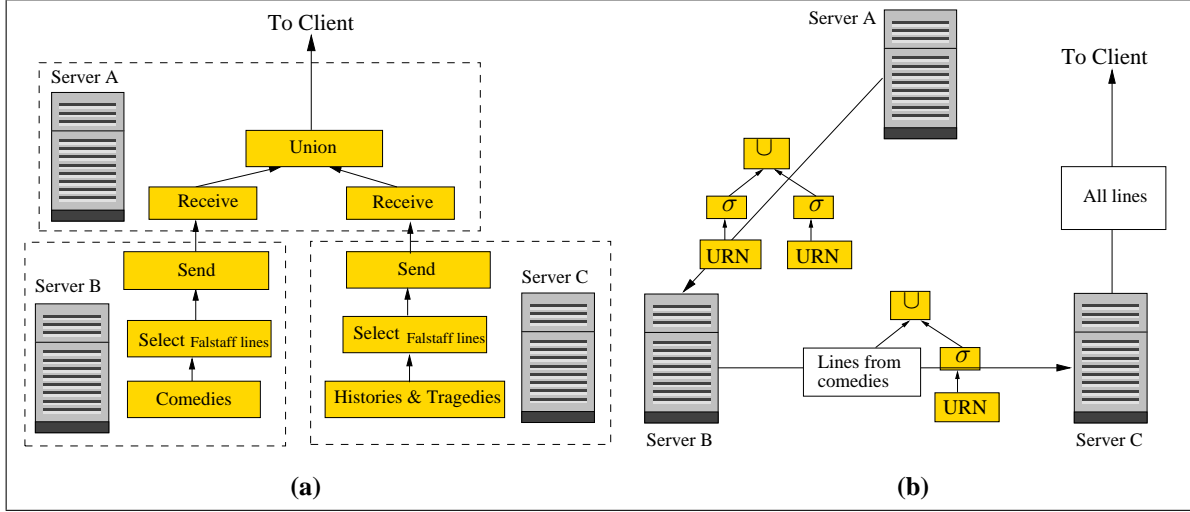 To Client
Server A
Union
Receive
Receive
Send
Send
Server B
Server C
Select Falstaff lines
Select Falstaff lines
Comedies
Histories & Tragedies
(a)
Server A
To Client
∪
σ
σ
URN
URN
All lines
∪
Lines from
comedies
σ
URN
Server B
Server C
(b)